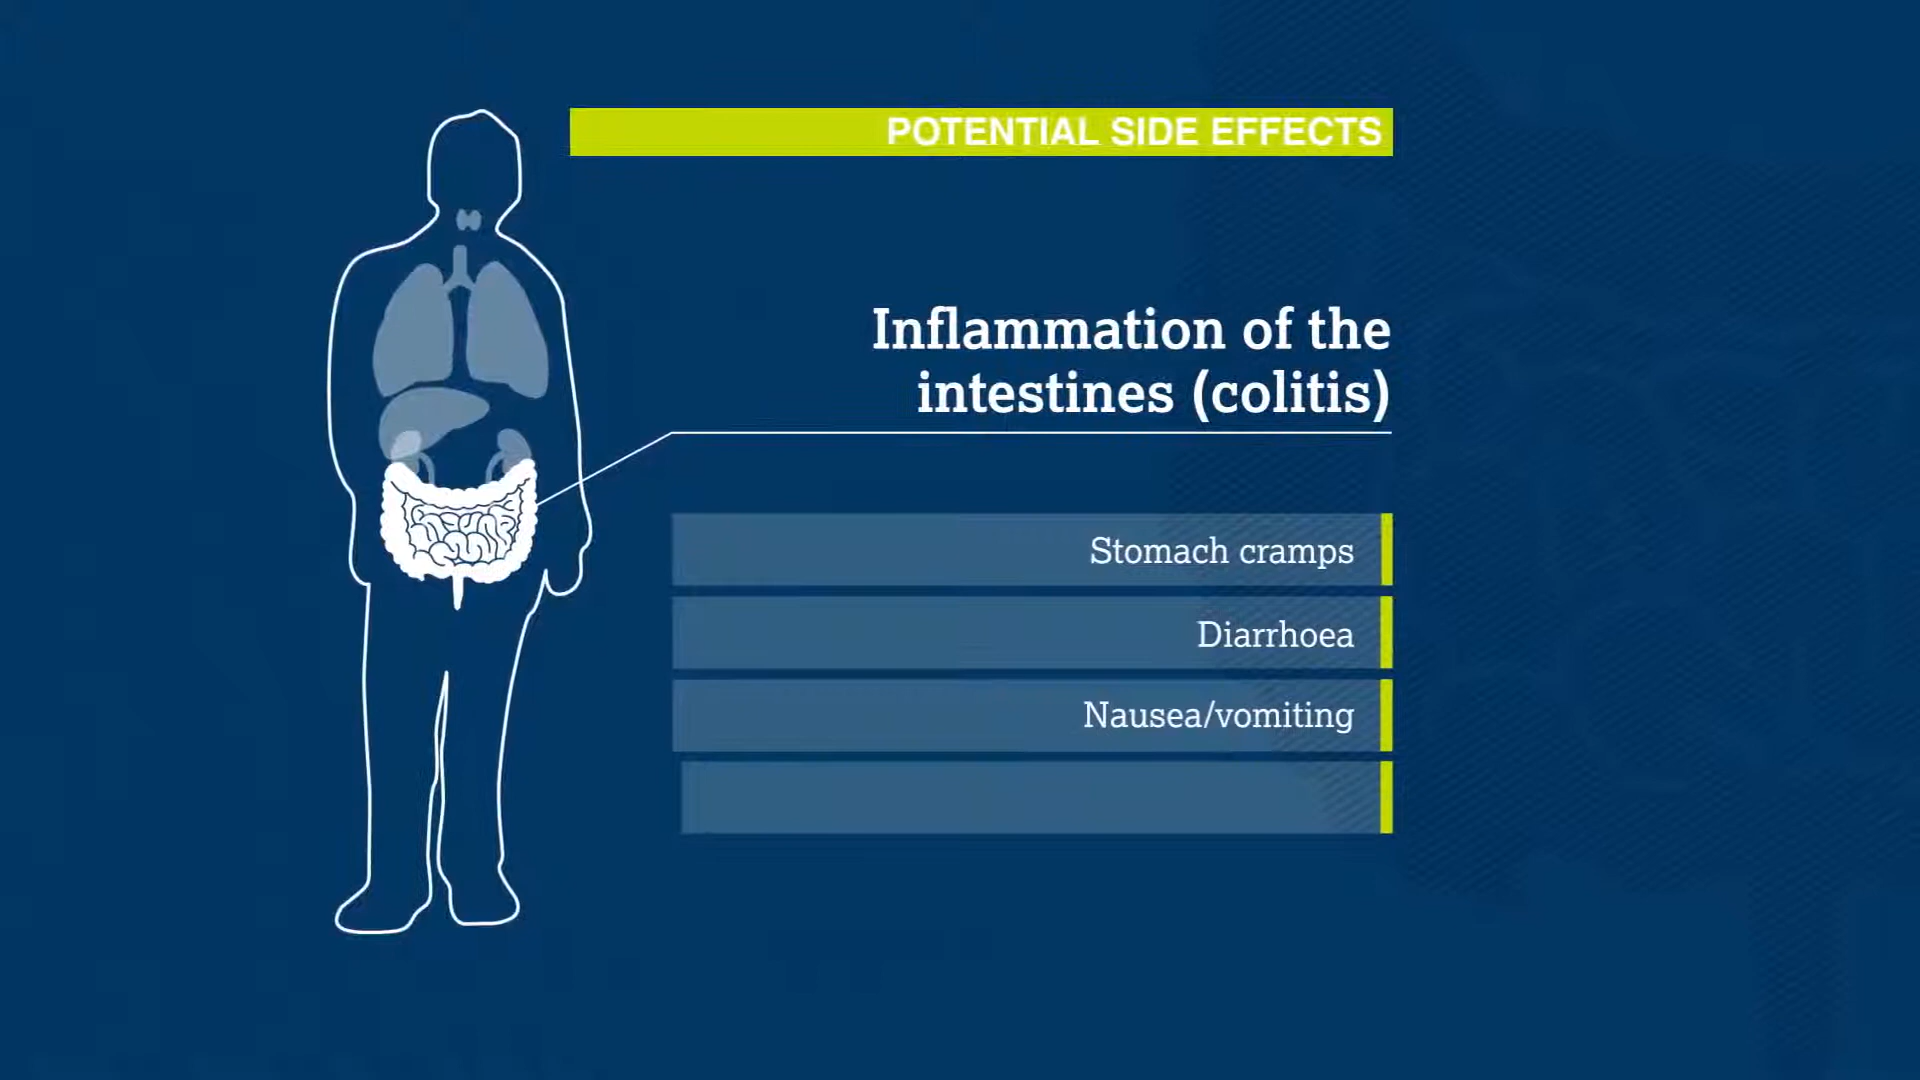 POTENTIAL SIDE EFFECTS
Inflammation of the
intestines (colitis)
Stomach cramps
Diarrhoea
Nausea/vomiting